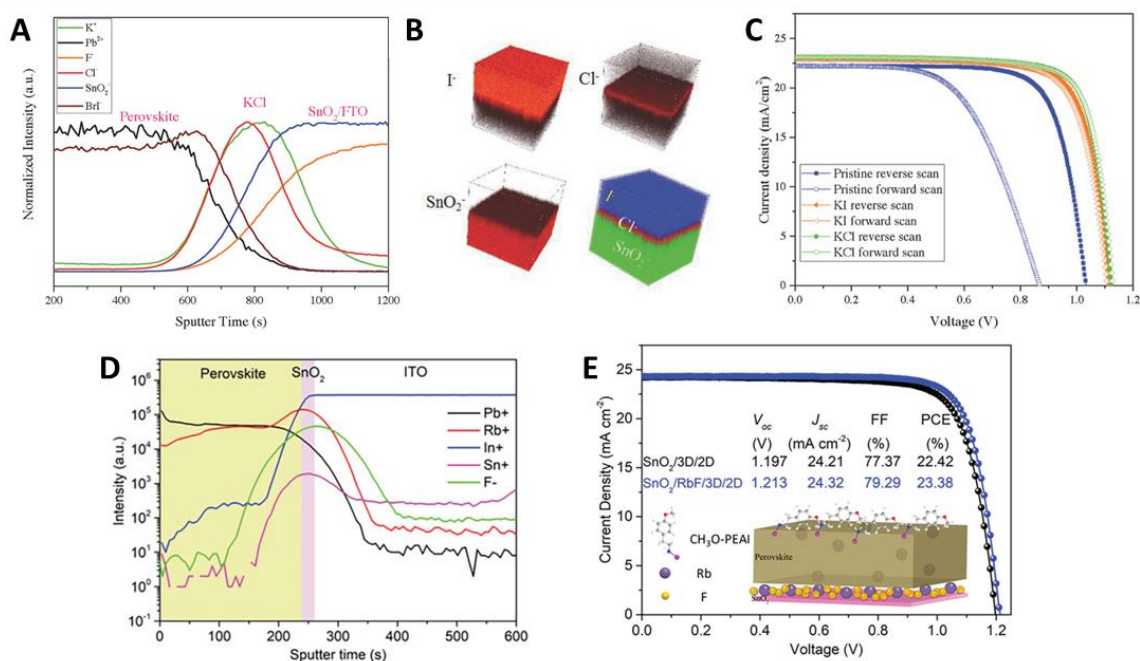 A
K⁺
Pb²⁺
F⁻
Cl⁻
SnO₂⁻
BrI⁻
Perovskite
KCl
SnO₂/FTO
Normalized Intensity (a.u.)
200 400 600 800 1000 1200
Sputter Time (s)
B
I⁻
Cl⁻
SnO₂⁻
I⁻
Cl⁻
SnO₂⁻
C
Current density (mA/cm²)
25
20
15
10
5
0
Pristine reverse scan
Pristine forward scan
KI reverse scan
KI forward scan
KCl reverse scan
KCl forward scan
0.0 0.2 0.4 0.6 0.8 1.0 1.2
Voltage (V)
D
Perovskite SnO₂ ITO
Intensity (a.u.)
10⁶
10⁵
10⁴
10³
10²
10¹
10⁰
10⁻¹
Pb+
Rb+
In+
Sn+
F-
0 100 200 300 400 500 600
Sputter time (s)
E
Current Density (mA cm⁻²)
25
20
15
10
5
0
Voc Jsc FF PCE
(V) (mA cm⁻²) (%) (%)
SnO₂/3D/2D 1.197 24.21 77.37 22.42
SnO₂/RbF/3D/2D 1.213 24.32 79.29 23.38
CH₃O-PEAI
Rb
F
Perovskite
SnO₂
0.0 0.2 0.4 0.6 0.8 1.0 1.2
Voltage (V)